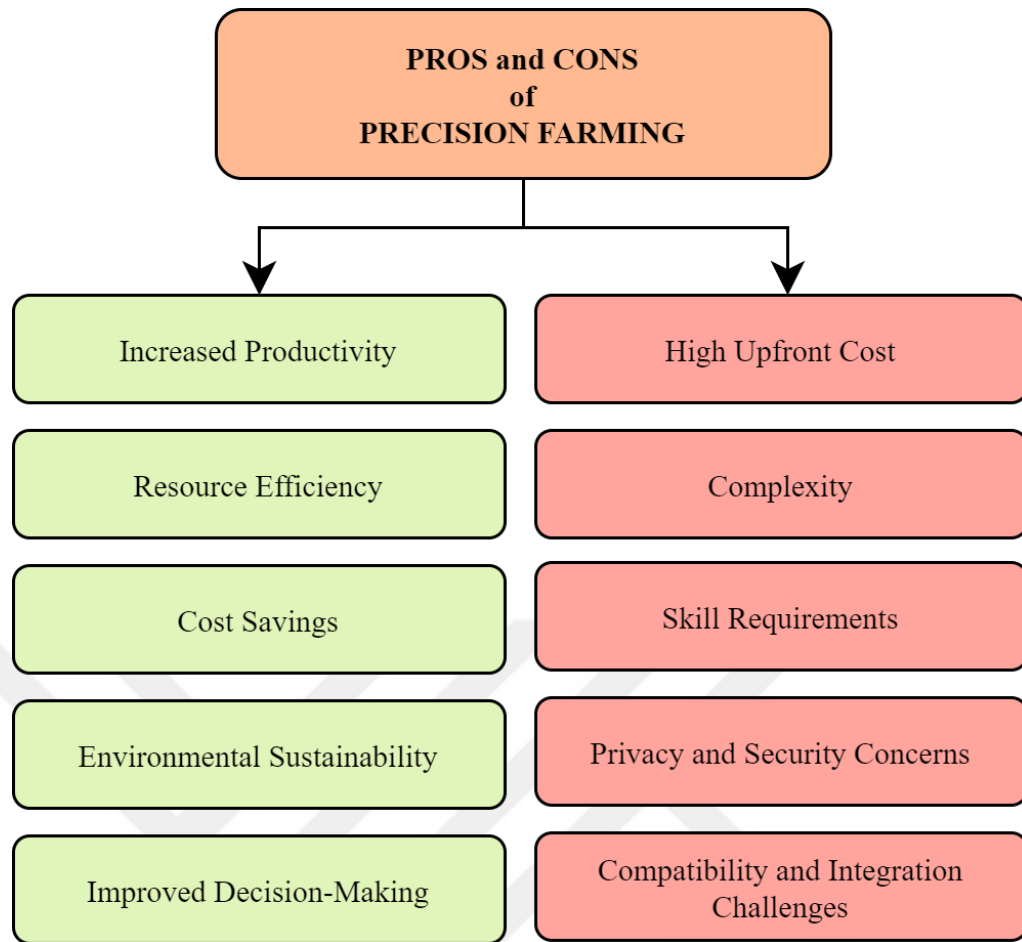 PROS and CONS
of
PRECISION FARMING
Increased Productivity
High Upfront Cost
Resource Efficiency
Complexity
Cost Savings
Skill Requirements
Environmental Sustainability
Privacy and Security Concerns
Improved Decision-Making
Compatibility and Integration
Challenges